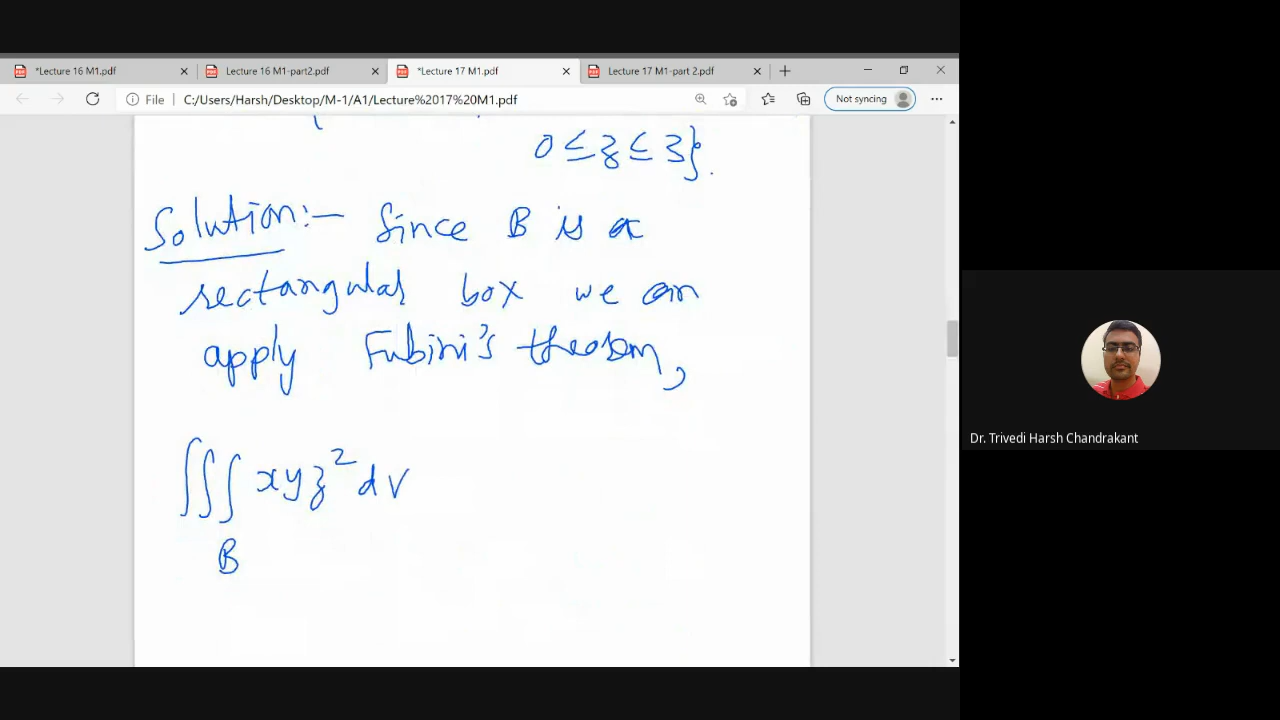 *Lecture 16 M1.pdf Lecture 16 M1-part2.pdf *Lecture 17 M1.pdf Lecture 17 M1-part 2.pdf
File C:/Users/Harsh/Desktop/M-1/A1/Lecture%2017%20M1.pdf Not syncing
0 ≤ z ≤ 3}.
Solution:- Since B is a
rectangular box we can
apply Fubini's theorem,
∭ xyz² dV
B
Dr. Trivedi Harsh Chandrakant